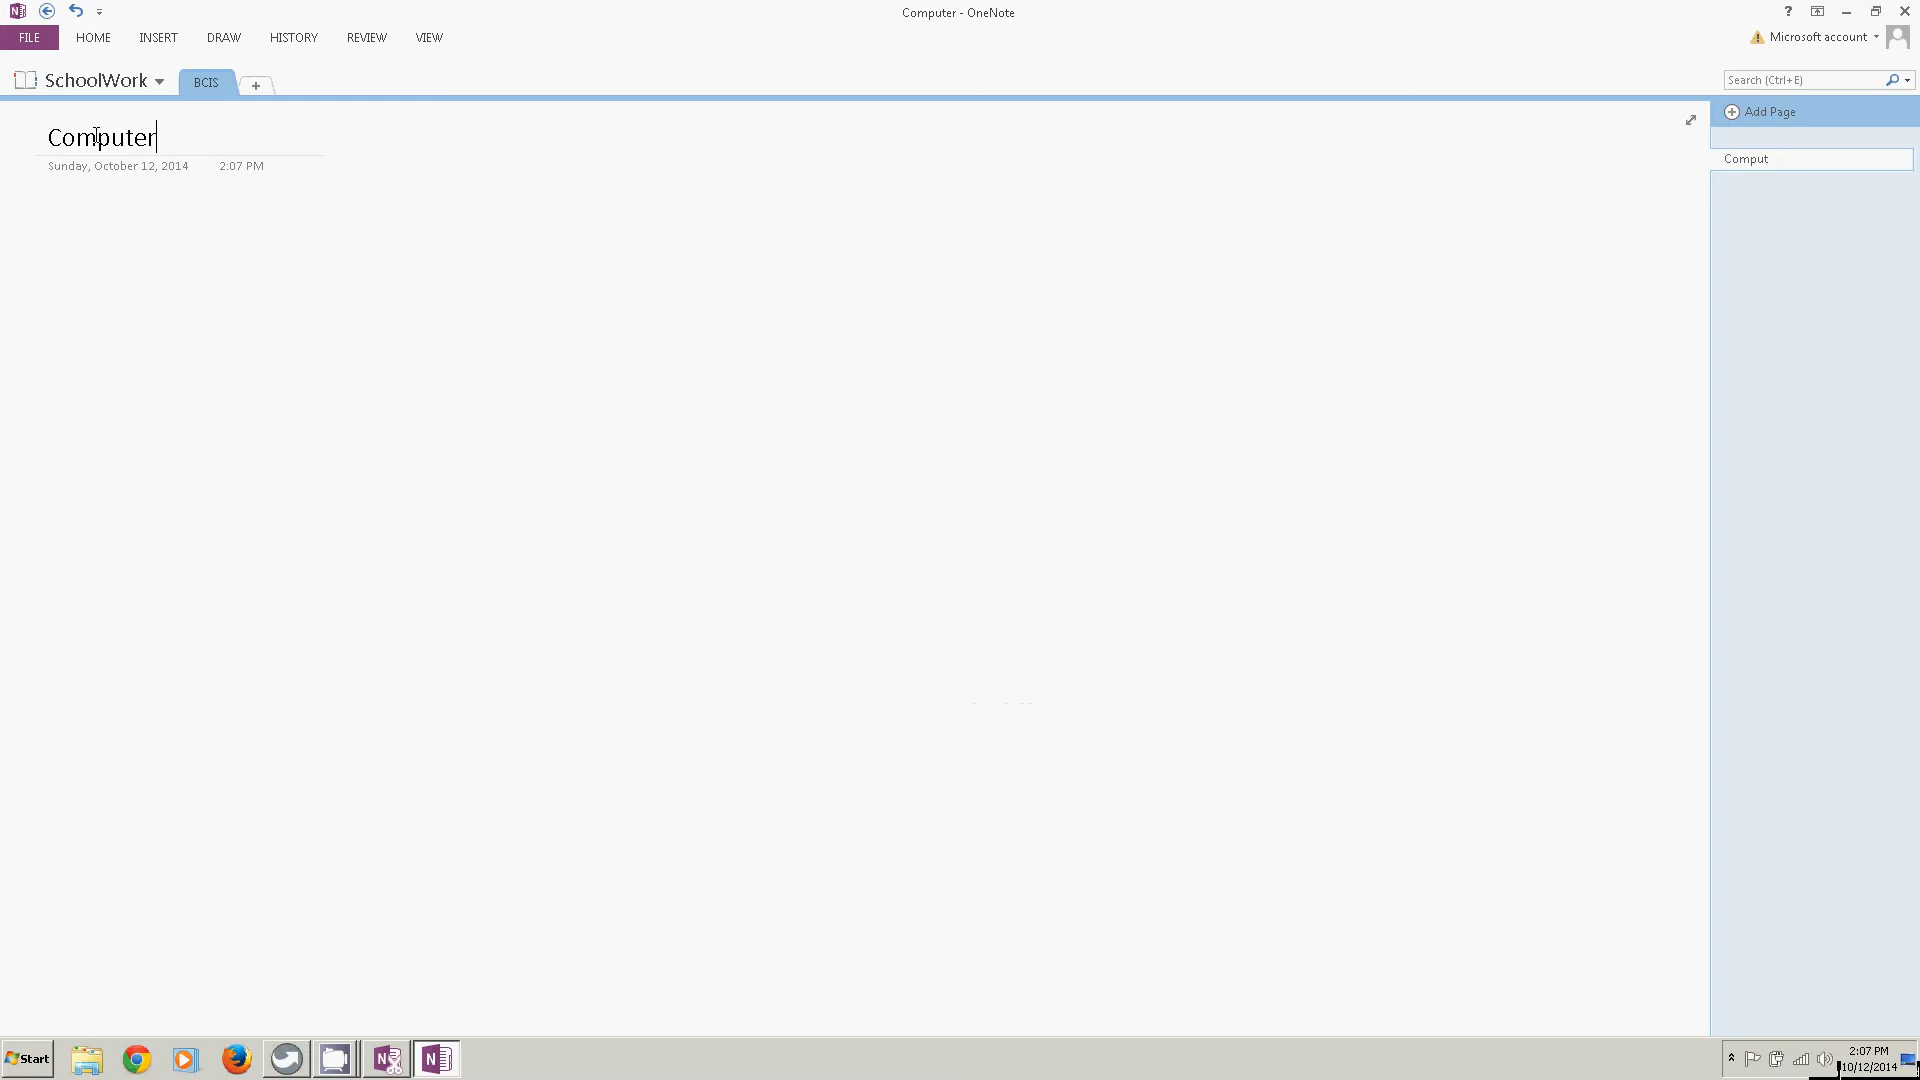 Computer - OneNote
FILE HOME INSERT DRAW HISTORY REVIEW VIEW
Microsoft account
SchoolWork BCIS
Search (Ctrl+E)
Add Page
Computer
Comput
Sunday, October 12, 2014 2:07 PM
Start
2:07 PM
10/12/2014